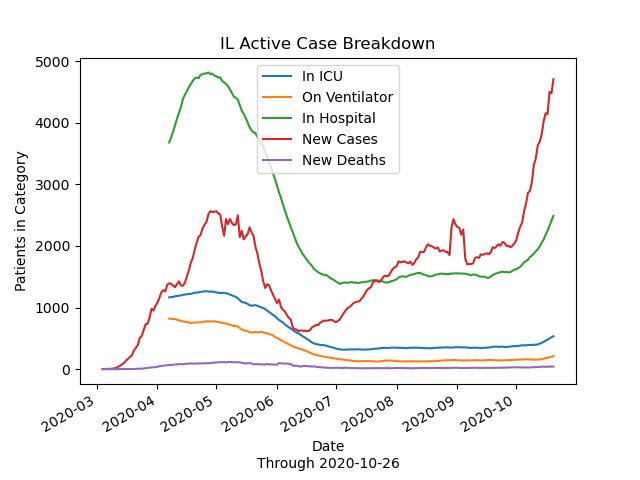 IL Active Case Breakdown
5000
4000
3000
2000
1000
0
Patients in Category
In ICU
On Ventilator
In Hospital
New Cases
New Deaths
2020-03
2020-04
2020-05
2020-06
2020-07
2020-08
2020-09
2020-10
Date
Through 2020-10-26